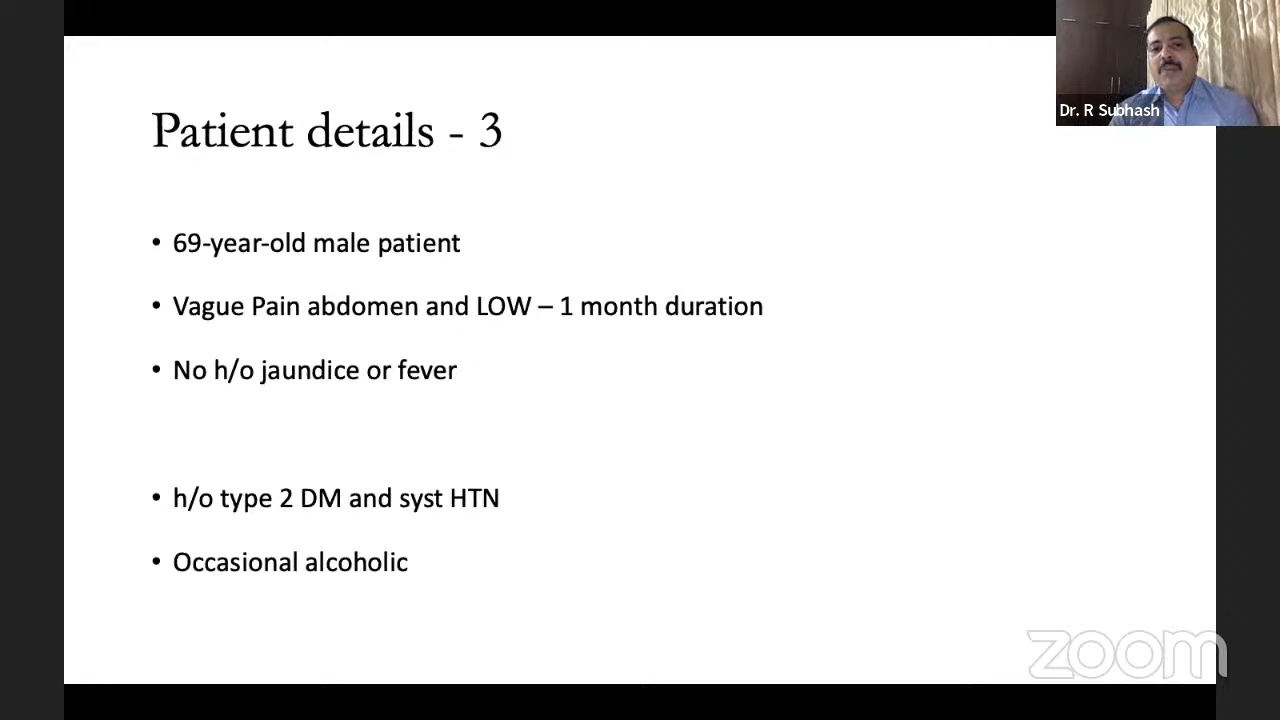 Dr. R Subhash
Patient details - 3
• 69-year-old male patient
• Vague Pain abdomen and LOW – 1 month duration
• No h/o jaundice or fever
• h/o type 2 DM and syst HTN
• Occasional alcoholic
zoom